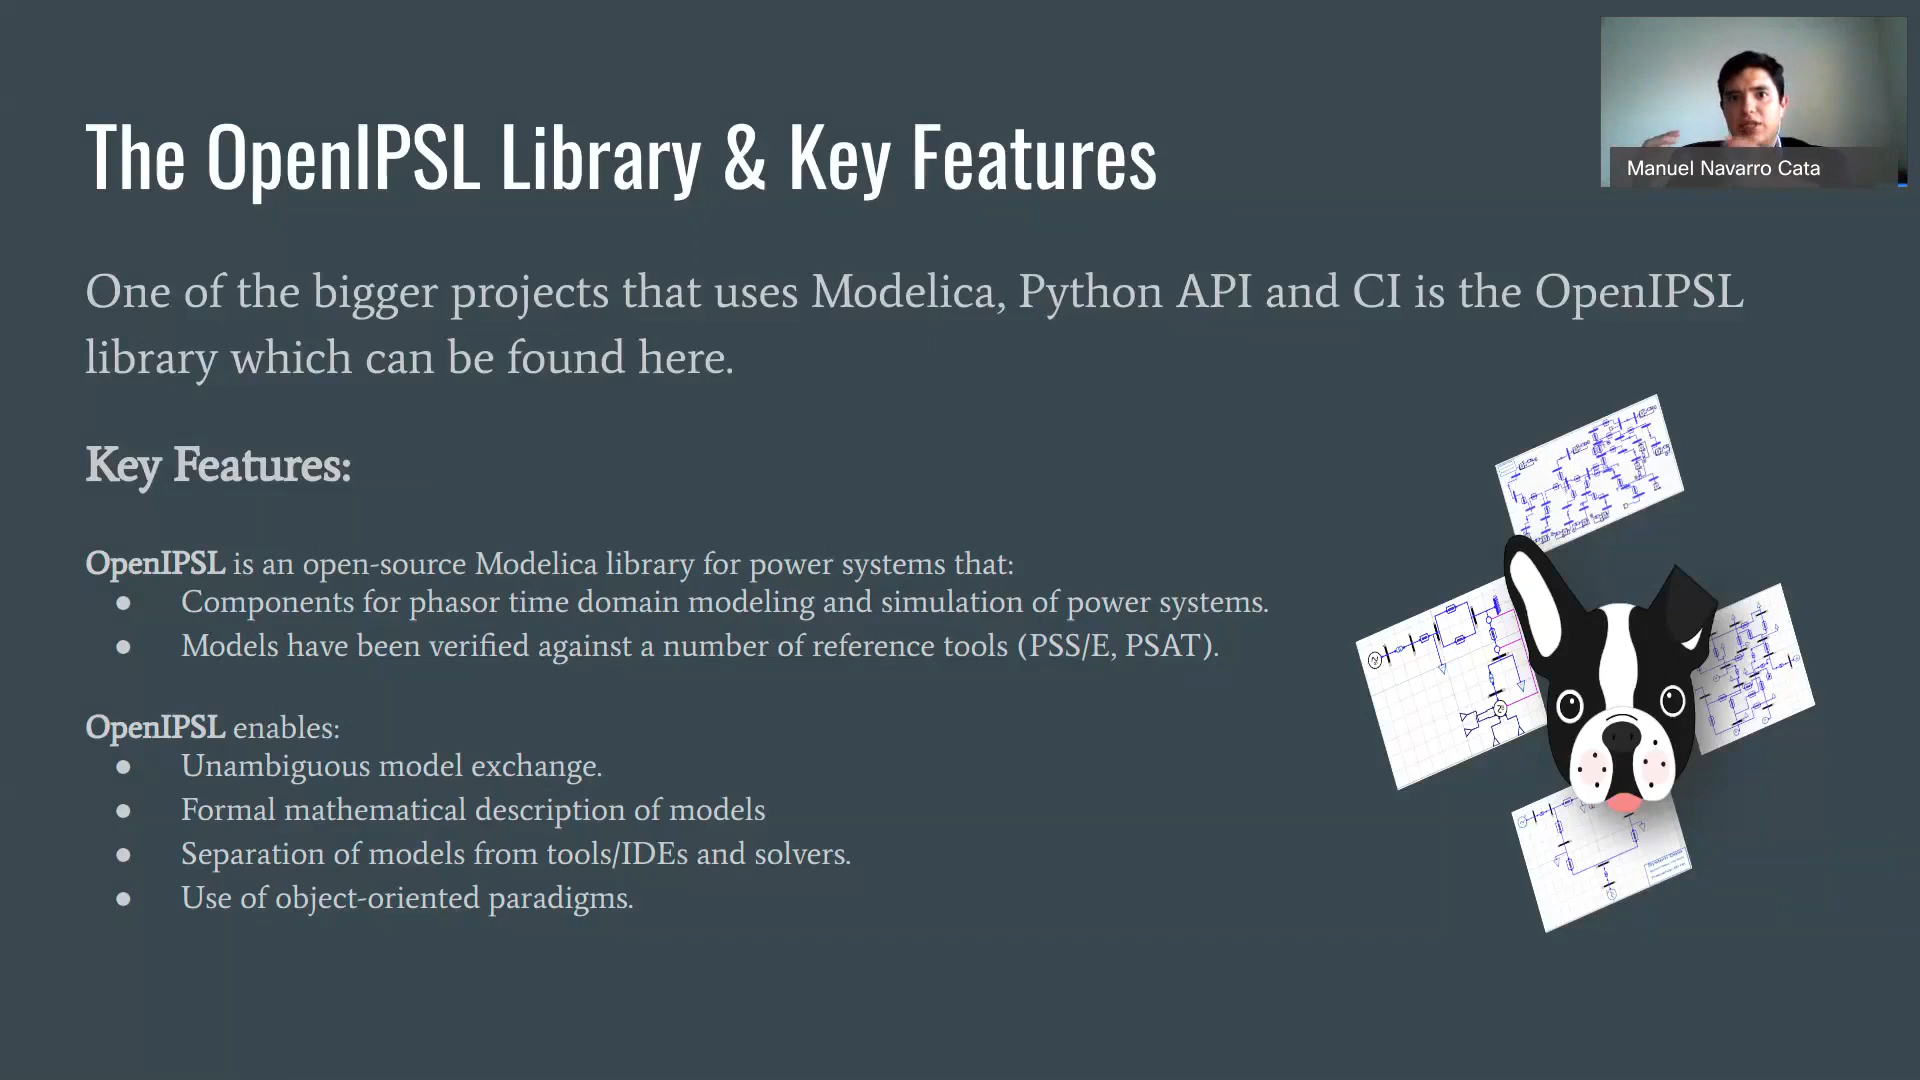 The OpenIPSL Library & Key Features
Manuel Navarro Cata
One of the bigger projects that uses Modelica, Python API and CI is the OpenIPSL
library which can be found here.
Key Features:
OpenIPSL is an open-source Modelica library for power systems that:
● Components for phasor time domain modeling and simulation of power systems.
● Models have been verified against a number of reference tools (PSS/E, PSAT).
OpenIPSL enables:
● Unambiguous model exchange.
● Formal mathematical description of models
● Separation of models from tools/IDEs and solvers.
● Use of object-oriented paradigms.